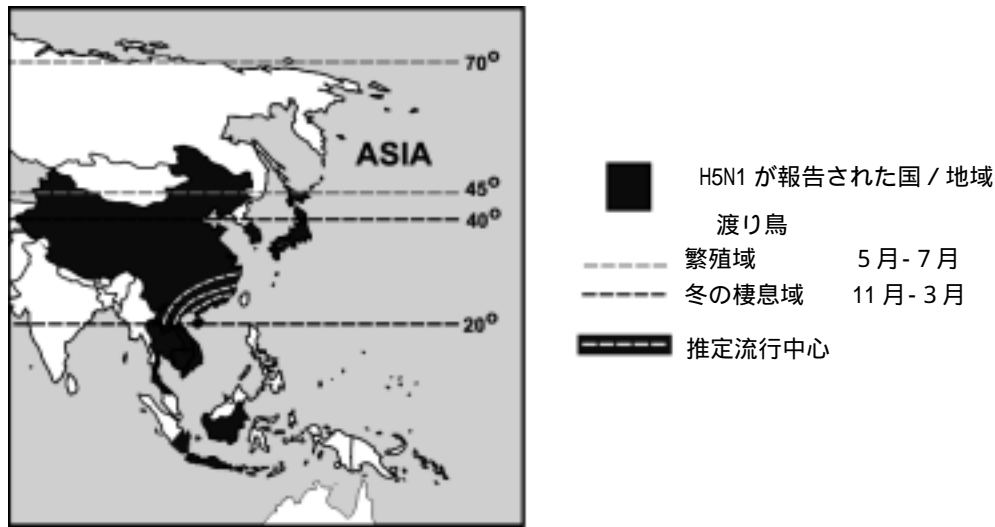 70°
ASIA
45°
40°
20°
H5N1 が報告された国 / 地域
渡り鳥
繁殖域 5月-7月
冬の棲息域 11月-3月
推定流行中心